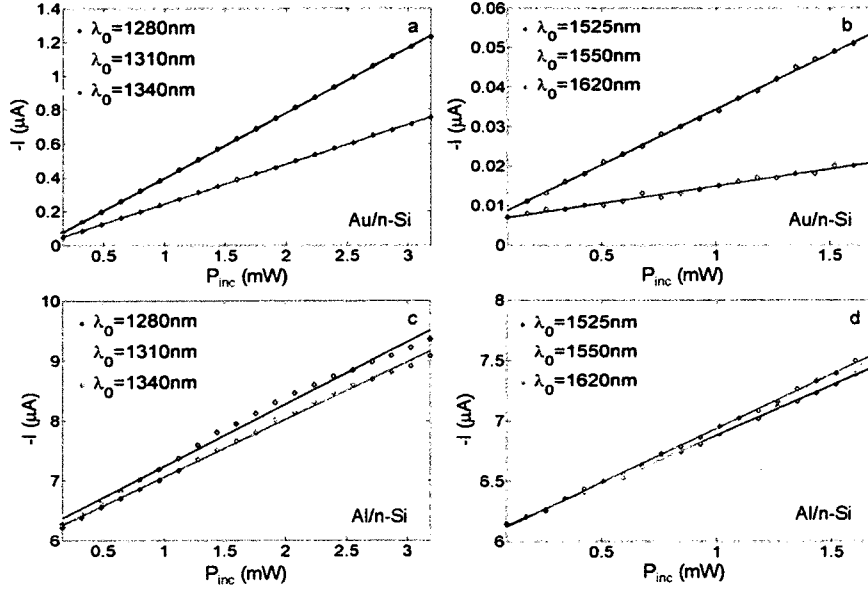 a
λ0=1280nm
λ0=1310nm
λ0=1340nm
1.4
1.2
1
0.8
0.6
0.4
0.2
0
-I (μA)
Au/n-Si
0.5 1 1.5 2 2.5 3
Pinc (mW)
b
λ0=1525nm
λ0=1550nm
λ0=1620nm
0.06
0.05
0.04
0.03
0.02
0.01
0
-I (μA)
Au/n-Si
0.5 1 1.5
Pinc (mW)
c
λ0=1280nm
λ0=1310nm
λ0=1340nm
10
9
8
7
6
-I (μA)
Al/n-Si
0.5 1 1.5 2 2.5 3
Pinc (mW)
d
λ0=1525nm
λ0=1550nm
λ0=1620nm
8
7.5
7
6.5
6
-I (μA)
Al/n-Si
0.5 1 1.5
Pinc (mW)